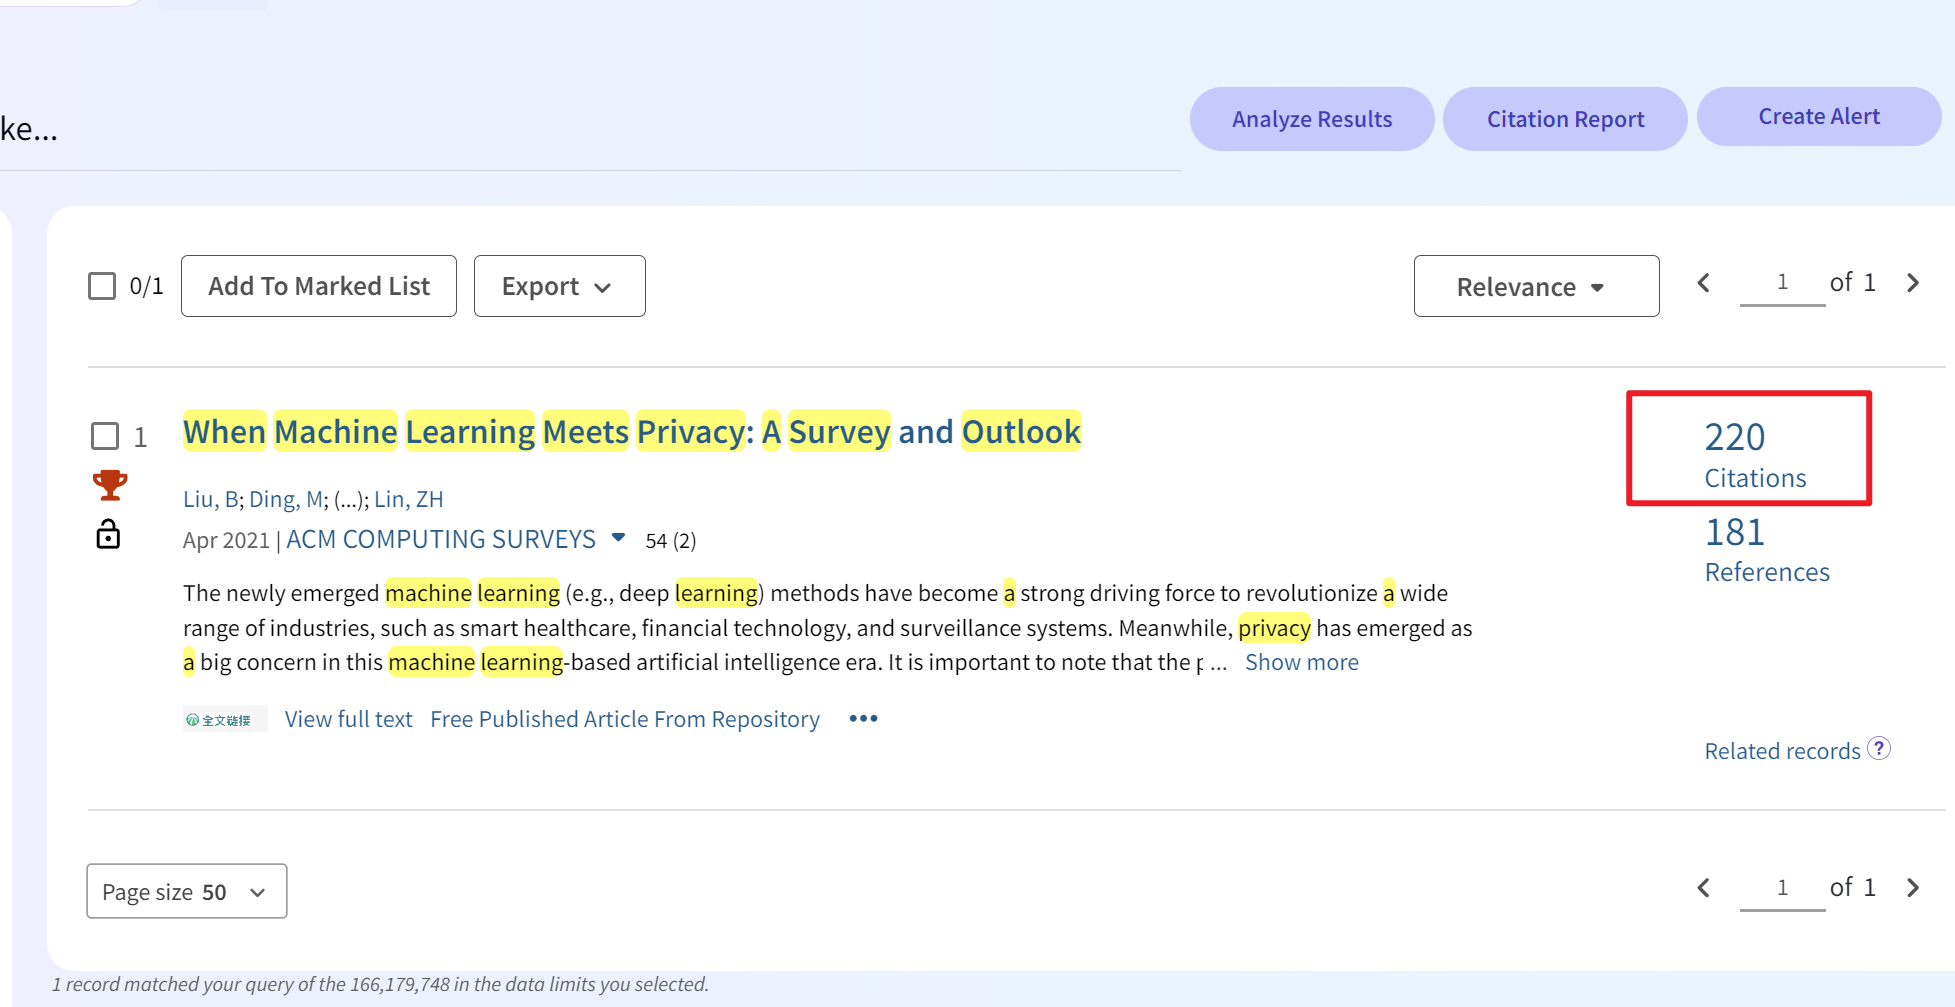 ke...
Analyze Results
Citation Report
Create Alert
0/1
Add To Marked List
Export
Relevance
1 of 1
1
When Machine Learning Meets Privacy: A Survey and Outlook
Liu, B; Ding, M; (...); Lin, ZH
Apr 2021 | ACM COMPUTING SURVEYS 54 (2)
The newly emerged machine learning (e.g., deep learning) methods have become a strong driving force to revolutionize a wide
range of industries, such as smart healthcare, financial technology, and surveillance systems. Meanwhile, privacy has emerged as
a big concern in this machine learning-based artificial intelligence era. It is important to note that the p ... Show more
全文链接 View full text Free Published Article From Repository •••
220
Citations
181
References
Related records ?
Page size 50
1 of 1
1 record matched your query of the 166,179,748 in the data limits you selected.